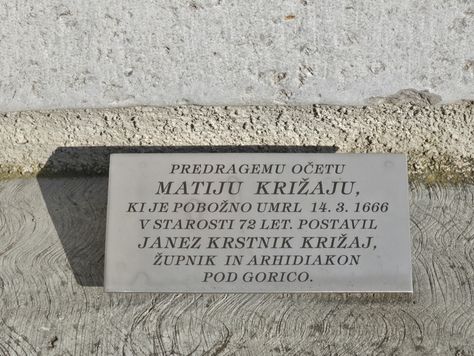 PREDRAGEMU OČETU
MATIJU KRIŽAJU,
KI JE POBOŽNO UMRL 14. 3. 1666
V STAROSTI 72 LET. POSTAVIL
JANEZ KRSTNIK KRIŽAJ,
ŽUPNIK IN ARHIDIAKON
POD GORICO.